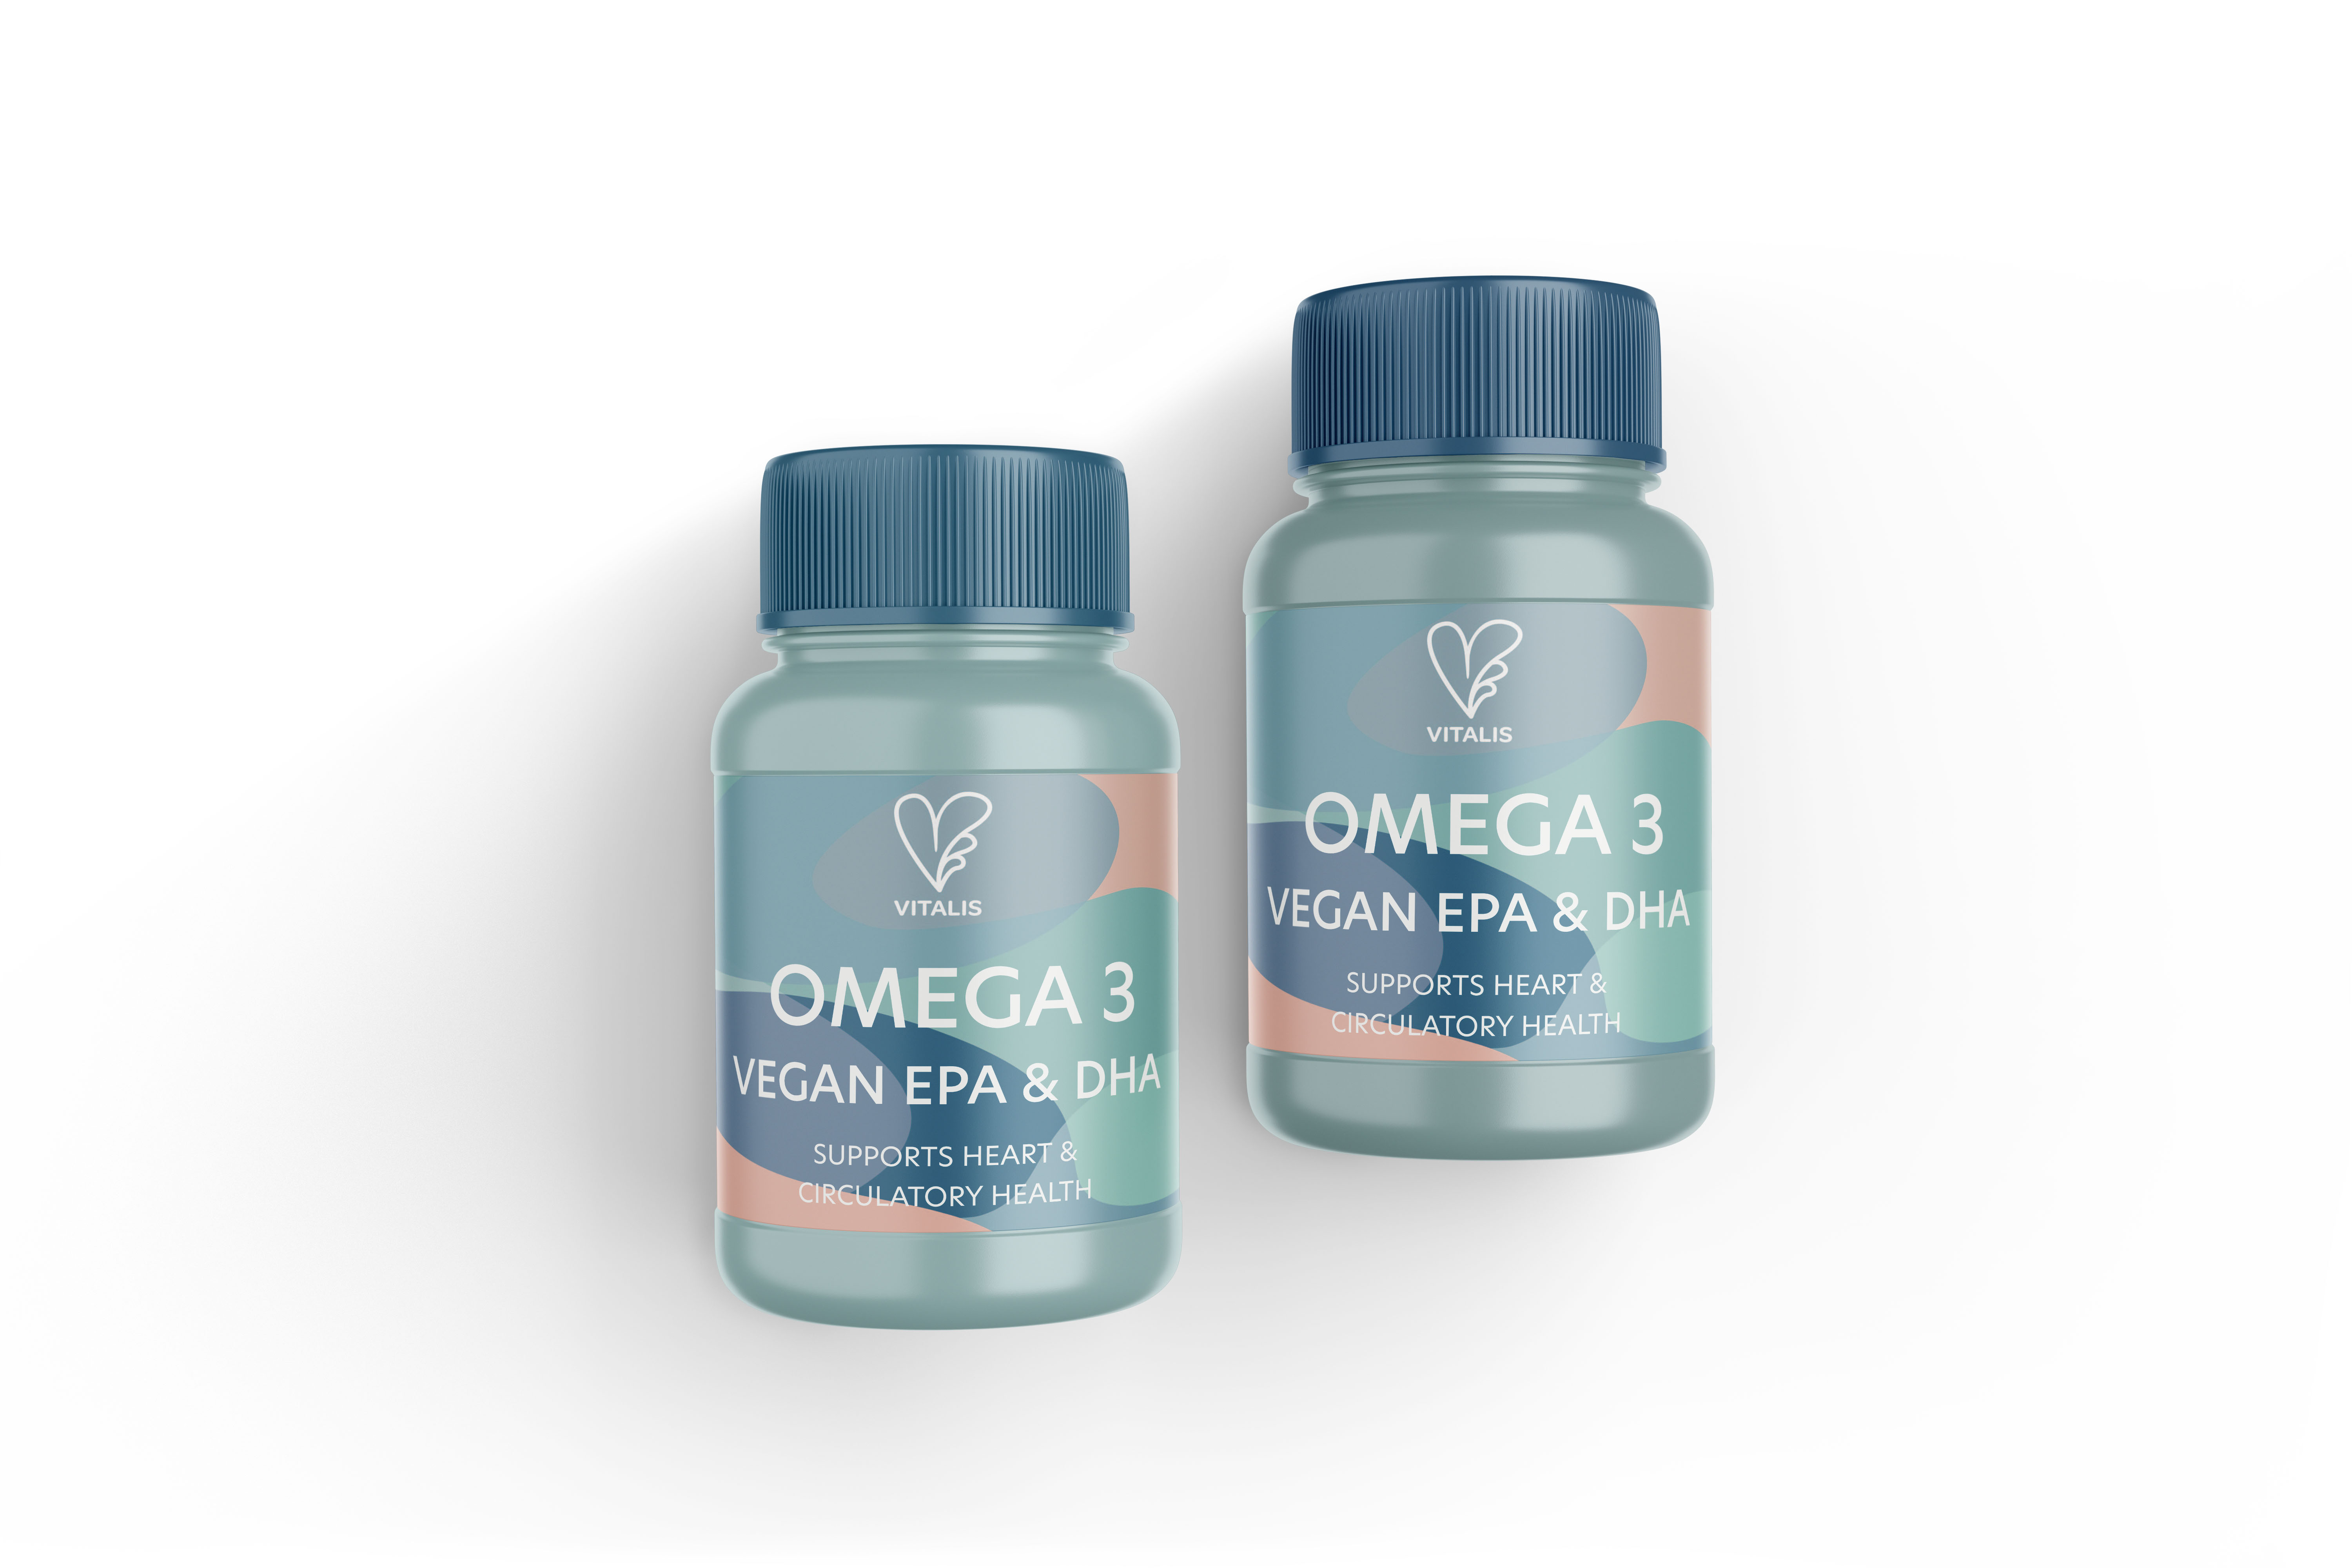 VITALIS
OMEGA 3
VEGAN EPA & DHA
SUPPORTS HEART &
CIRCULATORY HEALTH
VITALIS
OMEGA 3
VEGAN EPA & DHA
SUPPORTS HEART &
CIRCULATORY HEALTH